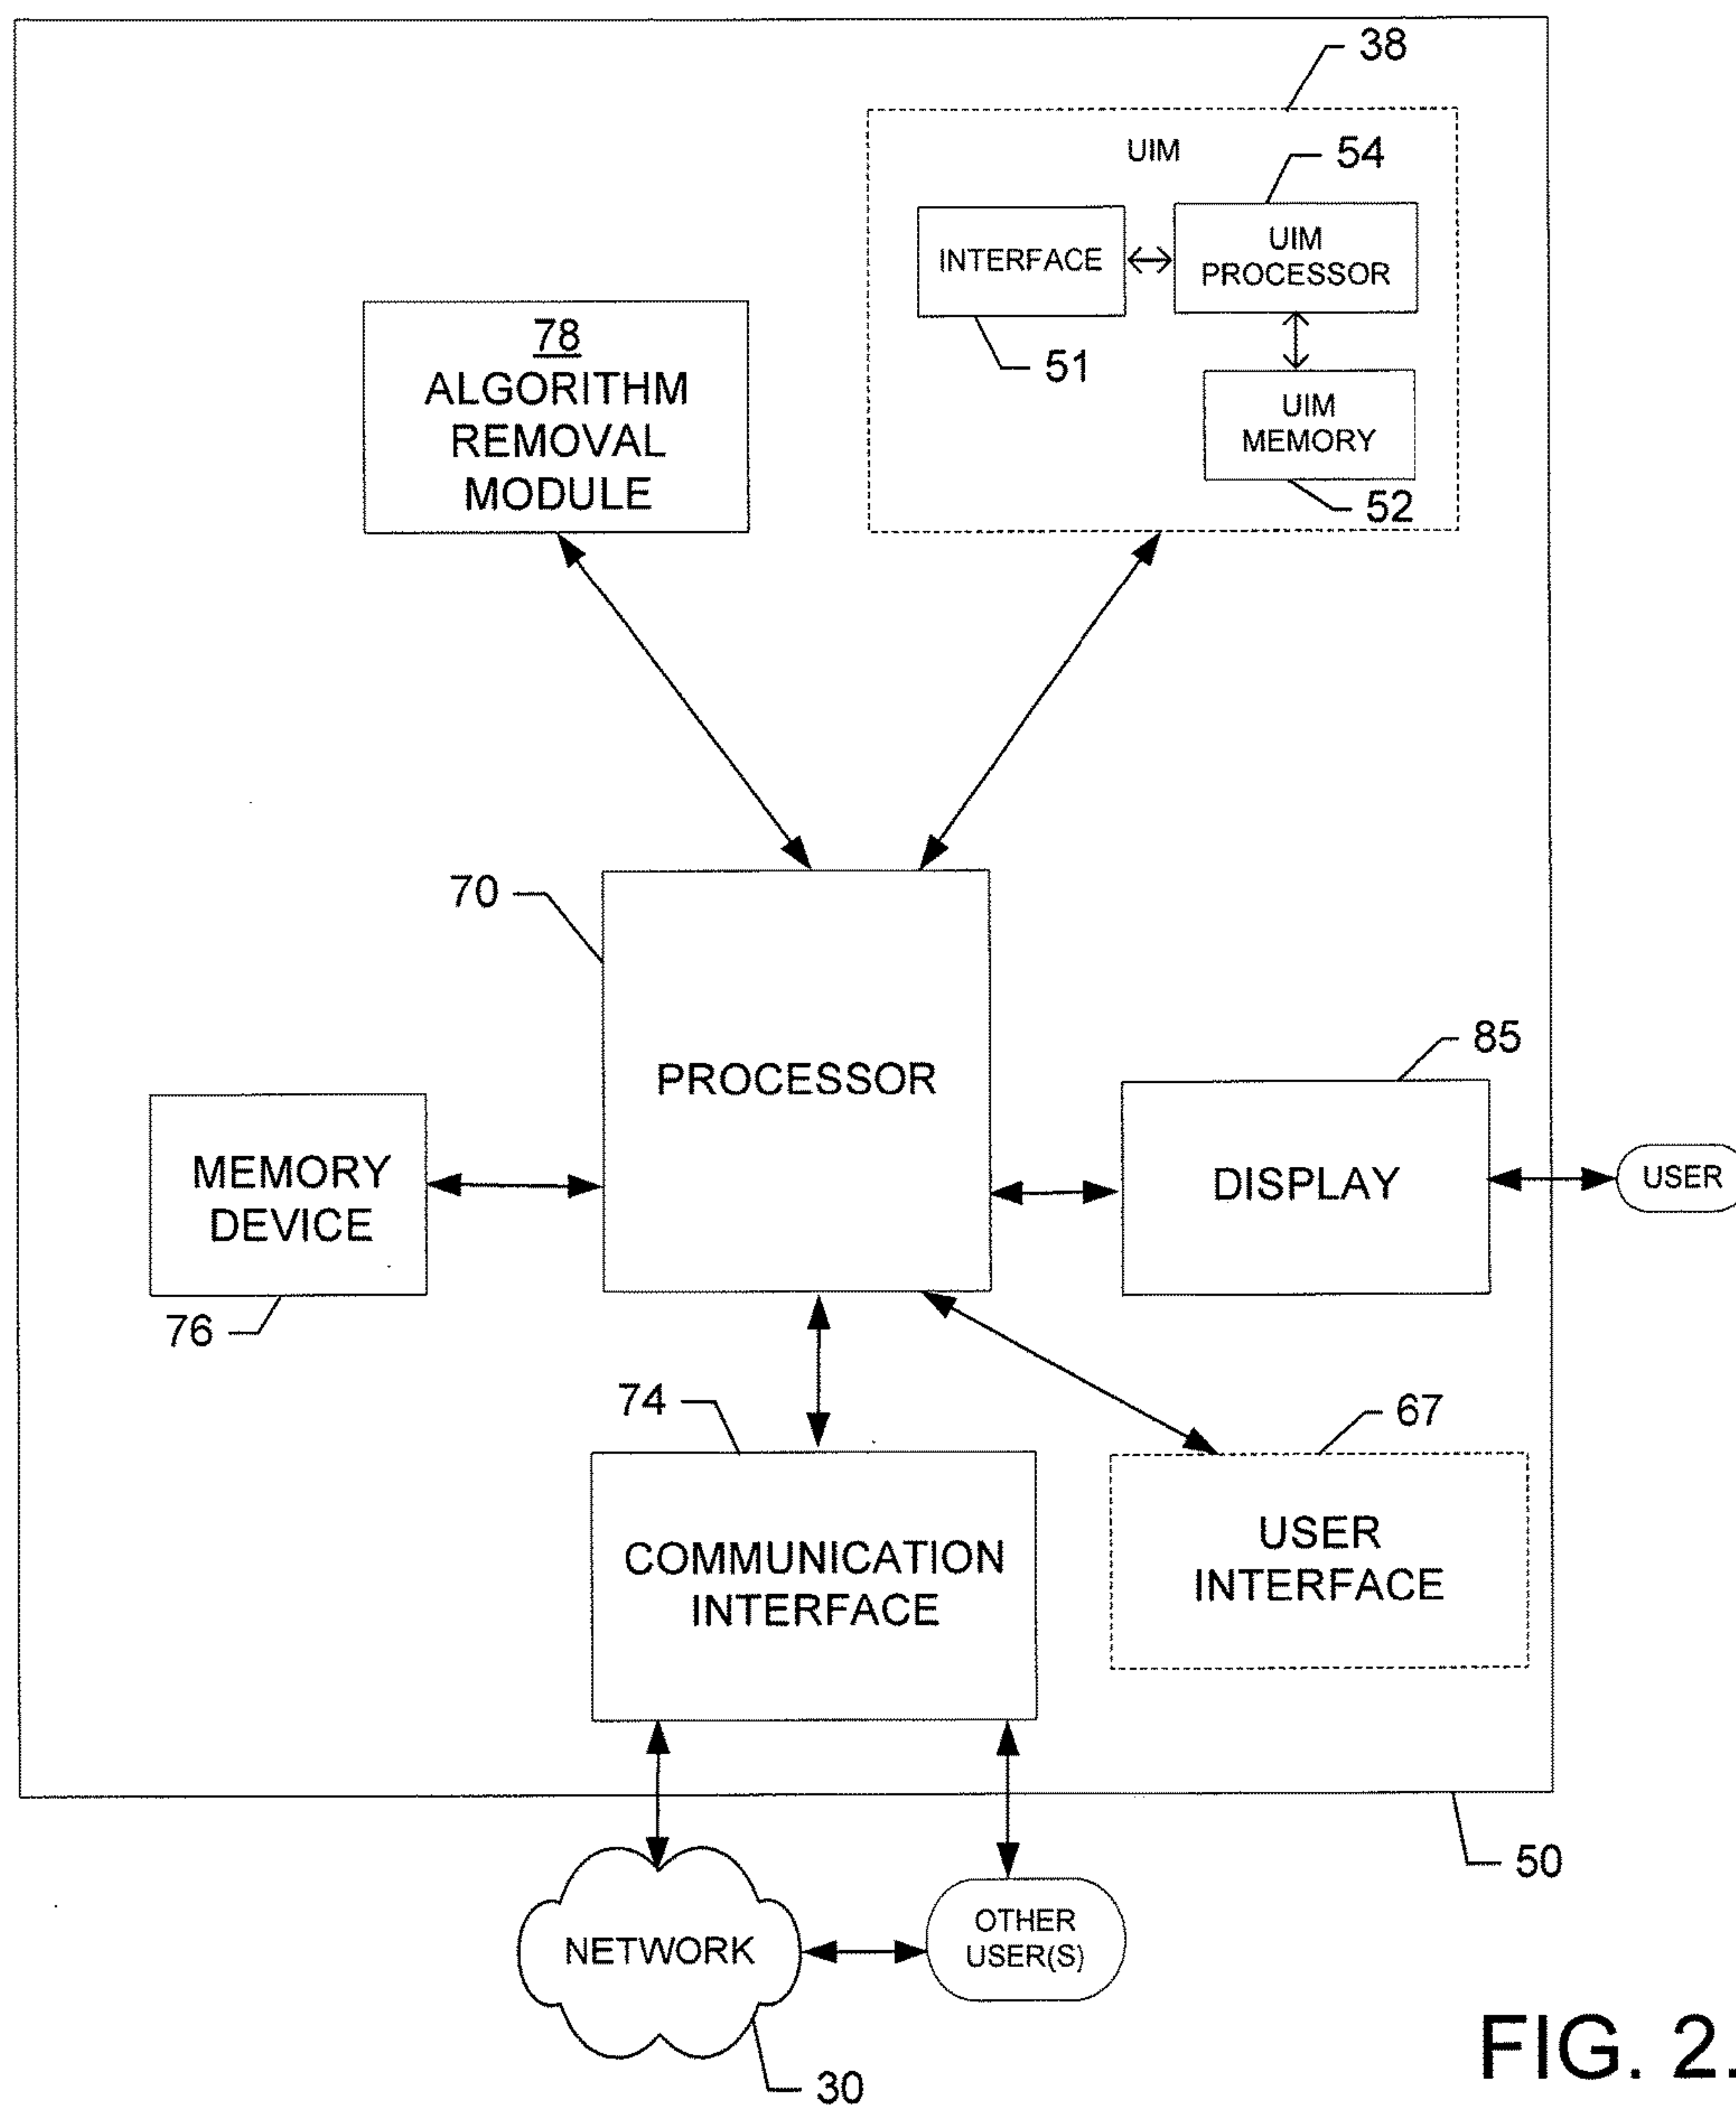 38
UIM
54
INTERFACE
UIM
PROCESSOR
51
UIM
MEMORY
52
78
ALGORITHM
REMOVAL
MODULE
70
PROCESSOR
85
MEMORY
DEVICE
DISPLAY
USER
76
74
67
COMMUNICATION
INTERFACE
USER
INTERFACE
50
NETWORK
OTHER
USER(S)
30
FIG. 2.